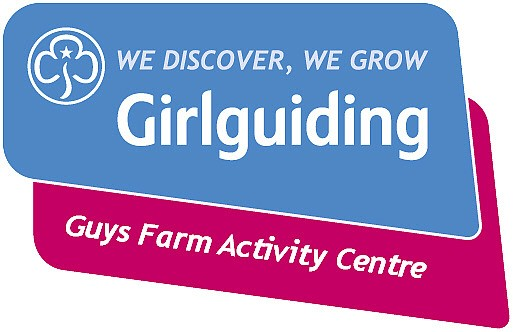 WE DISCOVER, WE GROW
Girlguiding
Guys Farm Activity Centre